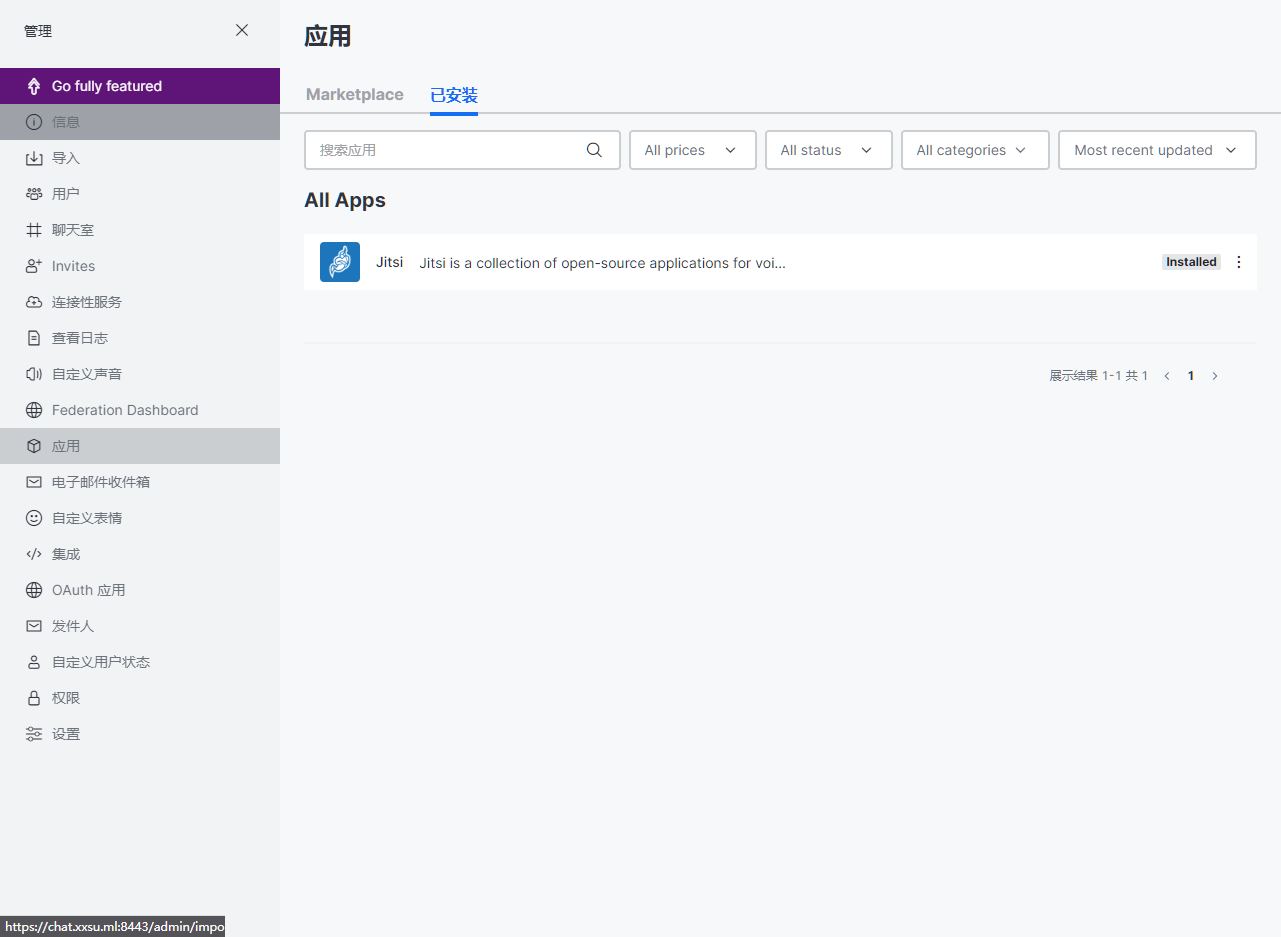 管理
Go fully featured
信息
导入
用户
聊天室
Invites
连接性服务
查看日志
自定义声音
Federation Dashboard
应用
电子邮件收件箱
自定义表情
集成
OAuth 应用
发件人
自定义用户状态
权限
设置
https://chat.xxsu.ml:8443/admin/impo
应用
Marketplace 已安装
搜索应用 All prices All status All categories Most recent updated
All Apps
Jitsi Jitsi is a collection of open-source applications for voi... Installed
展示结果 1-1 共 1 1